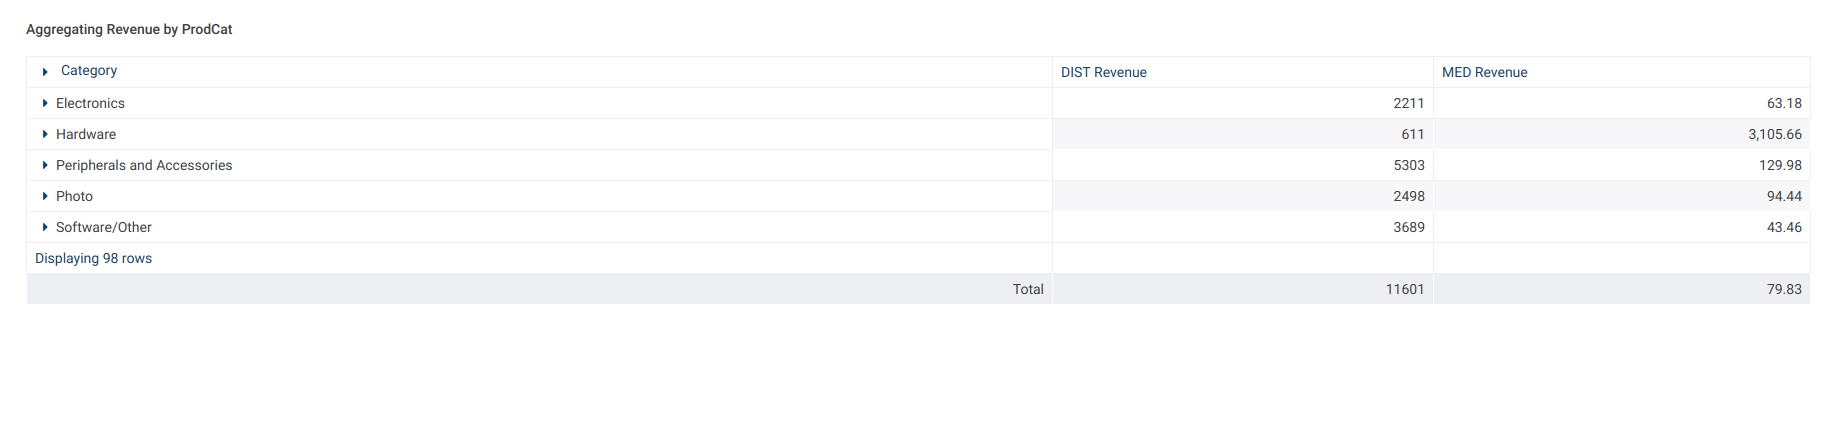 Aggregating Revenue by ProdCat
Category DIST Revenue MED Revenue
Electronics 2211 63.18
Hardware 611 3,105.66
Peripherals and Accessories 5303 129.98
Photo 2498 94.44
Software/Other 3689 43.46
Displaying 98 rows
Total 11601 79.83